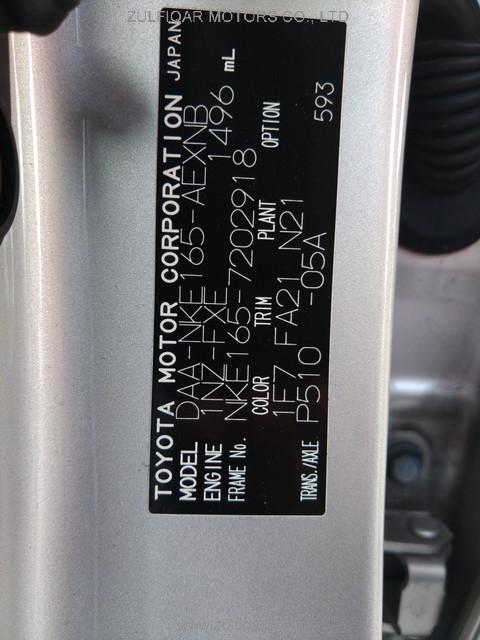 ZULFIQAR MOTORS CO., LTD
TOYOTA MOTOR CORPORATION JAPAN
MODEL DAA-NKE165-AEXNB
ENGINE 1NZ-FXE 1496 mL
FRAME No. NKE165-7202918
COLOR TRIM PLANT OPTION
1F7 FA21 N21
TRANS./AXLE P510 -05A 593